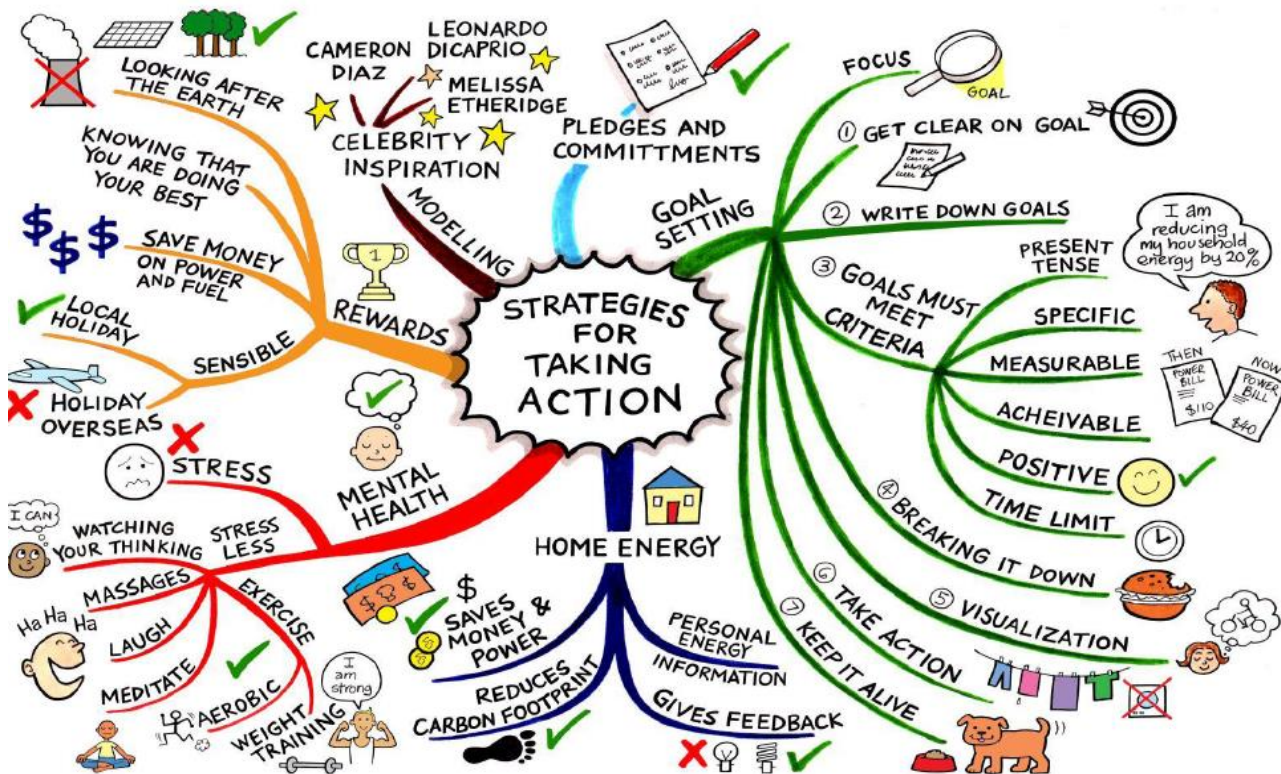 STRATEGIES
FOR
TAKING
ACTION
GOAL
SETTING
FOCUS
GOAL
① GET CLEAR ON GOAL
② WRITE DOWN GOALS
③ GOALS MUST
MEET
CRITERIA
PRESENT
TENSE
I am
reducing
my household
energy by 20%
SPECIFIC
MEASURABLE
THEN
POWER
BILL
$110
NOW
POWER
BILL
$40
ACHEIVABLE
POSITIVE
TIME LIMIT
④ BREAKING IT DOWN
⑤ VISUALIZATION
⑥ TAKE ACTION
⑦ KEEP IT ALIVE
HOME ENERGY
PERSONAL
ENERGY
INFORMATION
GIVES FEEDBACK
REDUCES
CARBON FOOTPRINT
$
SAVES
MONEY &
POWER
MENTAL
HEALTH
STRESS
STRESS
LESS
I CAN
WATCHING
YOUR THINKING
MASSAGES
Ha Ha Ha
LAUGH
MEDITATE
EXERCISE
AEROBIC
WEIGHT
TRAINING
I
am
strong
REWARDS
1
LOOKING AFTER
THE EARTH
KNOWING THAT
YOU ARE DOING
YOUR BEST
$ $ $
SAVE MONEY
ON POWER
AND FUEL
SENSIBLE
LOCAL
HOLIDAY
HOLIDAY
OVERSEAS
MODELLING
CELEBRITY
INSPIRATION
CAMERON
DIAZ
LEONARDO
DICAPRIO
MELISSA
ETHERIDGE
PLEDGES AND
COMMITTMENTS